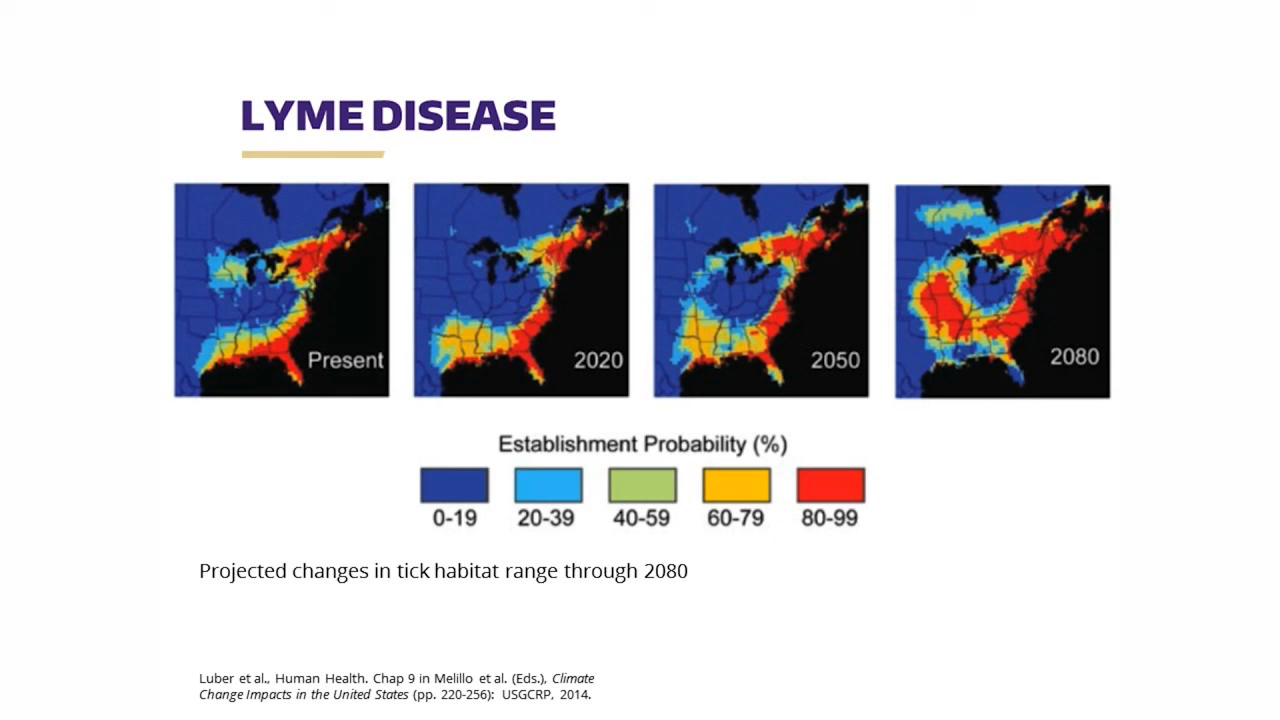 LYME DISEASE
Present
2020
2050
2080
Establishment Probability (%)
0-19
20-39
40-59
60-79
80-99
Projected changes in tick habitat range through 2080
Luber et al., Human Health. Chap 9 in Melillo et al. (Eds.), Climate
Change Impacts in the United States (pp. 220-256): USGCRP, 2014.